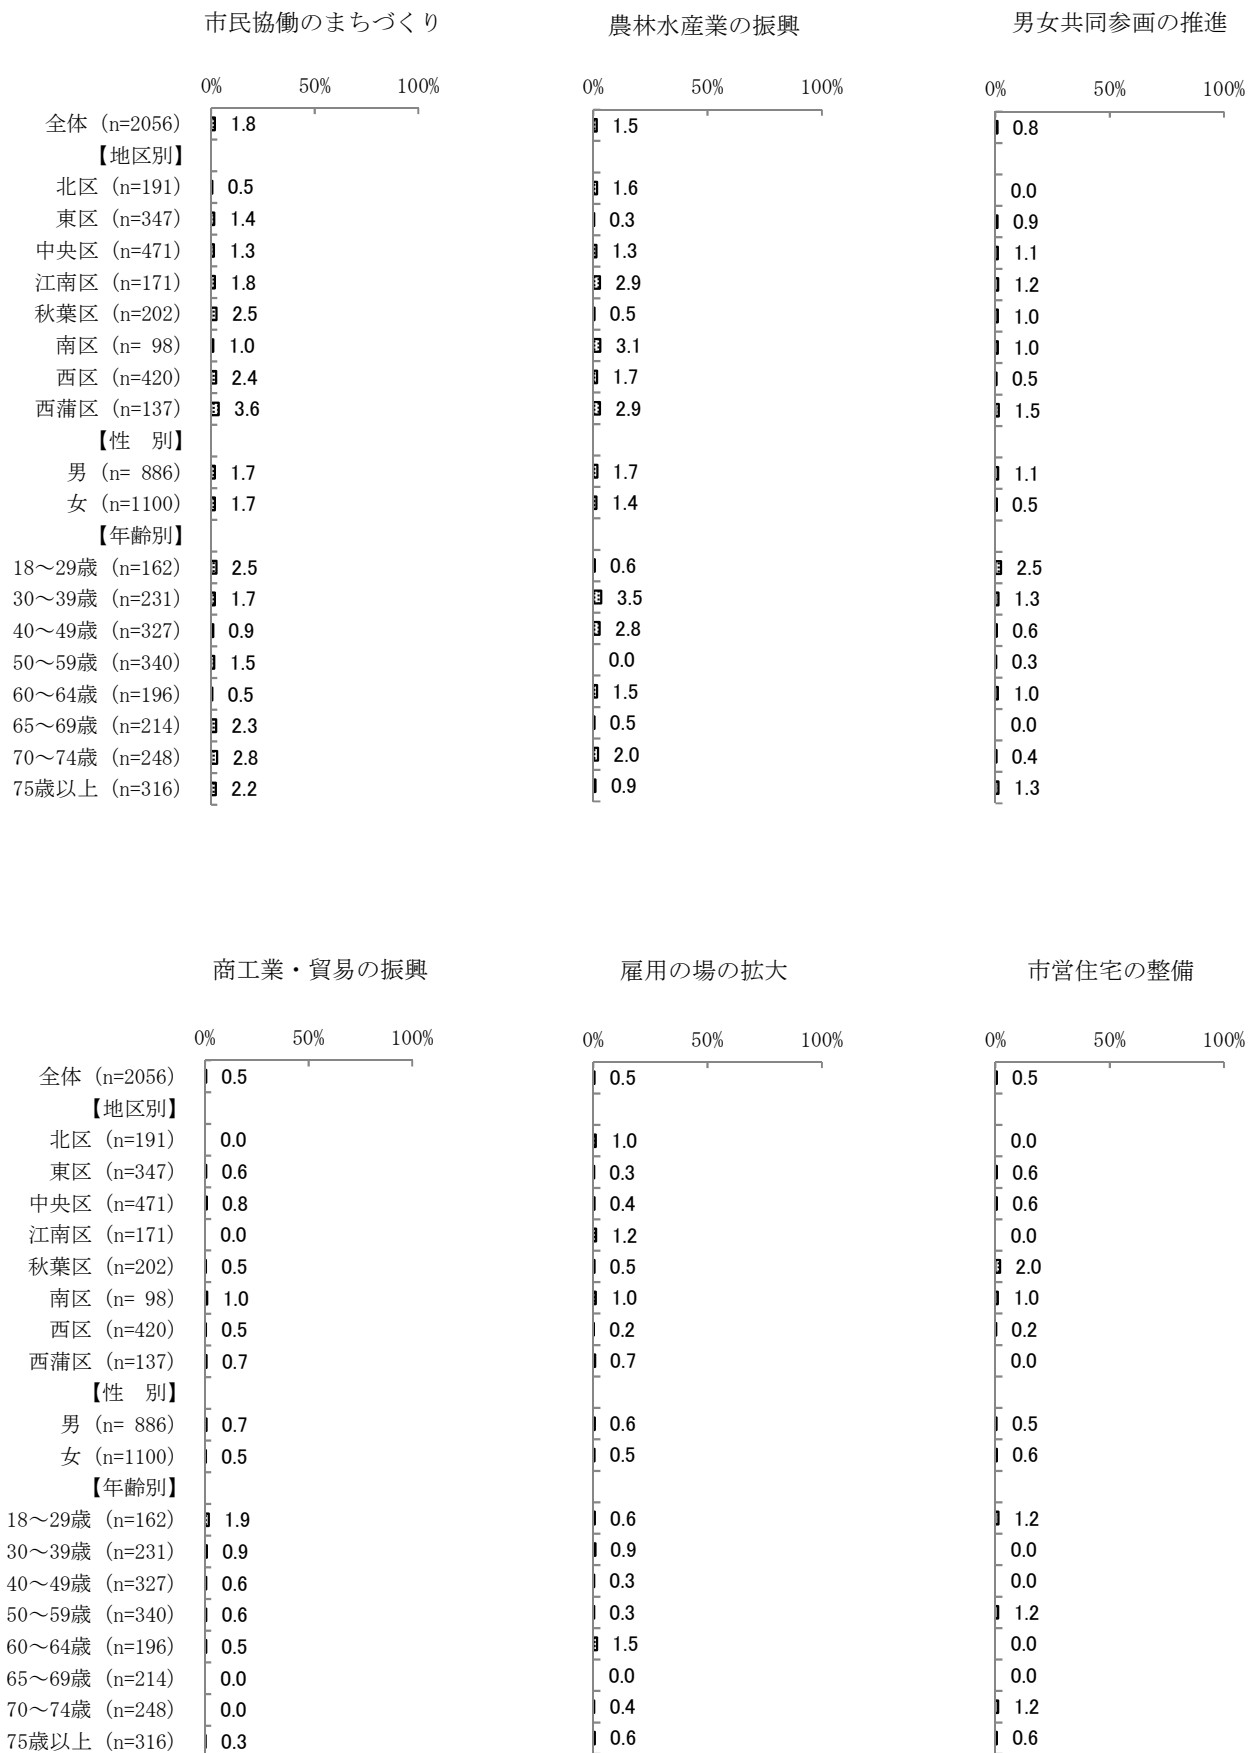 市民協働のまちづくり 農林水産業の振興 男女共同参画の推進
0% 50% 100% 0% 50% 100% 0% 50% 100%
全体 (n=2056) 1.8 1.5 0.8
【地区別】
北区 (n=191) 0.5 1.6 0.0
東区 (n=347) 1.4 0.3 0.9
中央区 (n=471) 1.3 1.3 1.1
江南区 (n=171) 1.8 2.9 1.2
秋葉区 (n=202) 2.5 0.5 1.0
南区 (n= 98) 1.0 3.1 1.0
西区 (n=420) 2.4 1.7 0.5
西蒲区 (n=137) 3.6 2.9 1.5
【性　別】
男 (n= 886) 1.7 1.7 1.1
女 (n=1100) 1.7 1.4 0.5
【年齢別】
18～29歳 (n=162) 2.5 0.6 2.5
30～39歳 (n=231) 1.7 3.5 1.3
40～49歳 (n=327) 0.9 2.8 0.6
50～59歳 (n=340) 1.5 0.0 0.3
60～64歳 (n=196) 0.5 1.5 1.0
65～69歳 (n=214) 2.3 0.5 0.0
70～74歳 (n=248) 2.8 2.0 0.4
75歳以上 (n=316) 2.2 0.9 1.3
商工業・貿易の振興 雇用の場の拡大 市営住宅の整備
0% 50% 100% 0% 50% 100% 0% 50% 100%
全体 (n=2056) 0.5 0.5 0.5
【地区別】
北区 (n=191) 0.0 1.0 0.0
東区 (n=347) 0.6 0.3 0.6
中央区 (n=471) 0.8 0.4 0.6
江南区 (n=171) 0.0 1.2 0.0
秋葉区 (n=202) 0.5 0.5 2.0
南区 (n= 98) 1.0 1.0 1.0
西区 (n=420) 0.5 0.2 0.2
西蒲区 (n=137) 0.7 0.7 0.0
【性　別】
男 (n= 886) 0.7 0.6 0.5
女 (n=1100) 0.5 0.5 0.6
【年齢別】
18～29歳 (n=162) 1.9 0.6 1.2
30～39歳 (n=231) 0.9 0.9 0.0
40～49歳 (n=327) 0.6 0.3 0.0
50～59歳 (n=340) 0.6 0.3 1.2
60～64歳 (n=196) 0.5 1.5 0.0
65～69歳 (n=214) 0.0 0.0 0.0
70～74歳 (n=248) 0.0 0.4 1.2
75歳以上 (n=316) 0.3 0.6 0.6